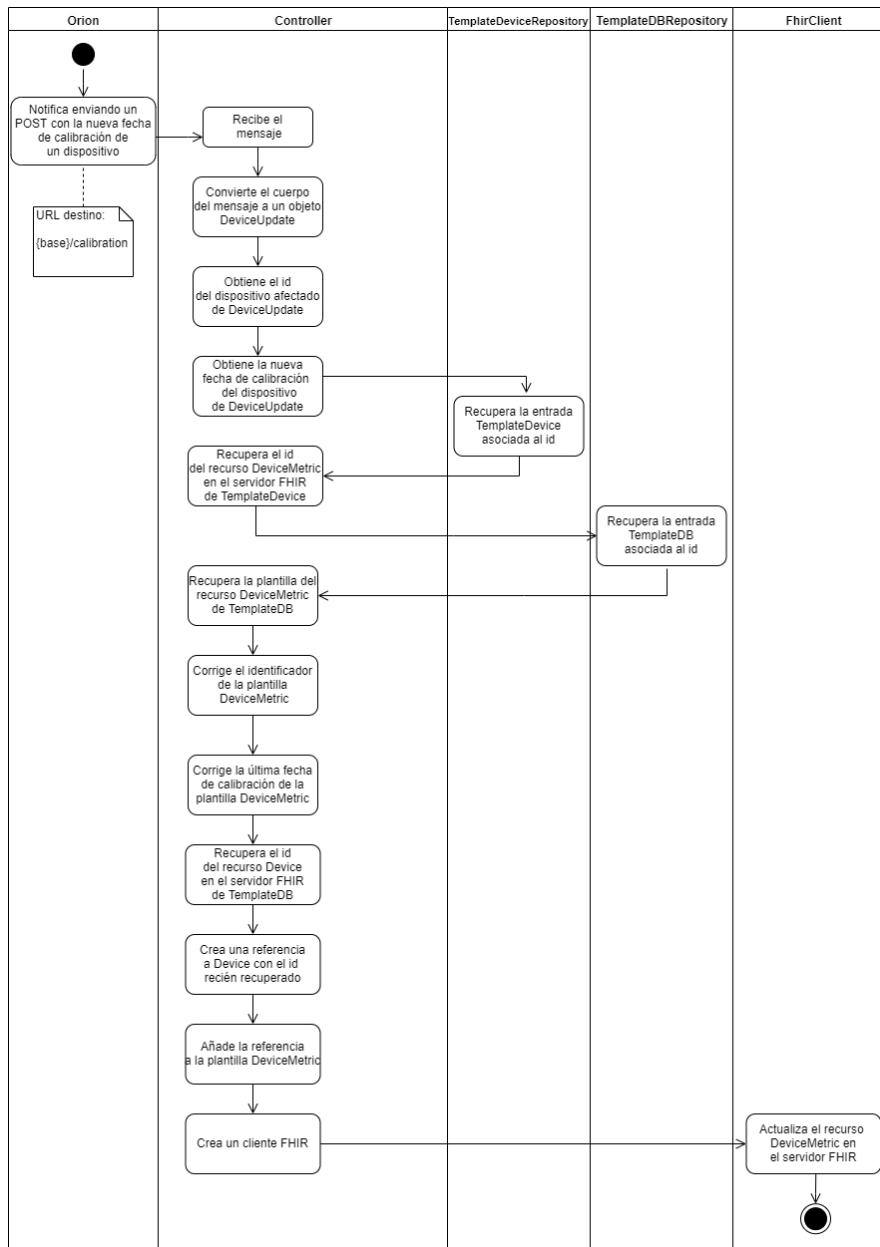 Orion
Controller
TemplateDeviceRepository
TemplateDBRepository
FhirClient
Notifica enviando un
POST con la nueva fecha
de calibración de
un dispositivo
URL destino:
{base}/calibration
Recibe el
mensaje
Convierte el cuerpo
del mensaje a un objeto
DeviceUpdate
Obtiene el id
del dispositivo afectado
de DeviceUpdate
Obtiene la nueva
fecha de calibración
del dispositivo
de DeviceUpdate
Recupera la entrada
TemplateDevice
asociada al id
Recupera el id
del recurso DeviceMetric
en el servidor FHIR
de TemplateDevice
Recupera la entrada
TemplateDB
asociada al id
Recupera la plantilla del
recurso DeviceMetric
de TemplateDB
Corrige el identificador
de la plantilla
DeviceMetric
Corrige la última fecha
de calibración de la
plantilla DeviceMetric
Recupera el id
del recurso Device
en el servidor FHIR
de TemplateDB
Crea una referencia
a Device con el id
recién recuperado
Añade la referencia
a la plantilla DeviceMetric
Crea un cliente FHIR
Actualiza el recurso
DeviceMetric en
el servidor FHIR